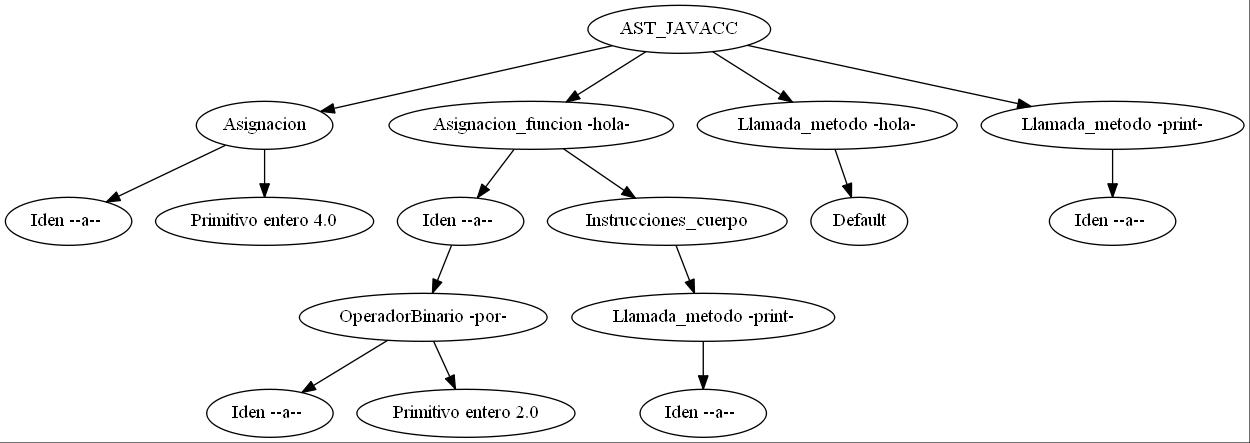 AST_JAVACC
Asignacion
Asignacion_funcion -hola-
Llamada_metodo -hola-
Llamada_metodo -print-
Iden --a--
Primitivo entero 4.0
Iden --a--
Instrucciones_cuerpo
Default
Iden --a--
OperadorBinario -por-
Llamada_metodo -print-
Iden --a--
Primitivo entero 2.0
Iden --a--